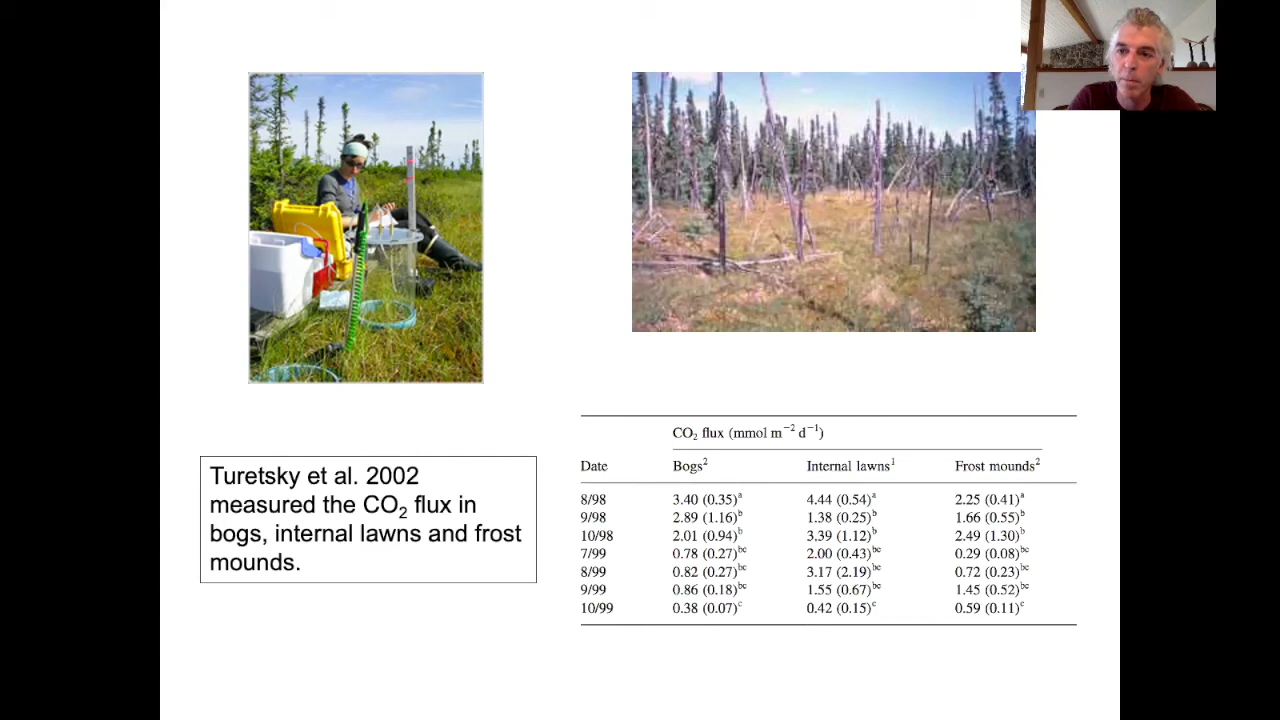 Turetsky et al. 2002
measured the CO₂ flux in
bogs, internal lawns and frost
mounds.
CO₂ flux (mmol m⁻² d⁻¹)
Date Bogs² Internal lawns¹ Frost mounds²
8/98 3.40 (0.35)ᵃ 4.44 (0.54)ᵃ 2.25 (0.41)ᵃ
9/98 2.89 (1.16)ᵇ 1.38 (0.25)ᵇ 1.66 (0.55)ᵇ
10/98 2.01 (0.94)ᵇ 3.39 (1.12)ᵇ 2.49 (1.30)ᵇ
7/99 0.78 (0.27)ᵇᶜ 2.00 (0.43)ᵇᶜ 0.29 (0.08)ᵇᶜ
8/99 0.82 (0.27)ᵇᶜ 3.17 (2.19)ᵇᶜ 0.72 (0.23)ᵇᶜ
9/99 0.86 (0.18)ᵇᶜ 1.55 (0.67)ᵇᶜ 1.45 (0.52)ᵇᶜ
10/99 0.38 (0.07)ᶜ 0.42 (0.15)ᶜ 0.59 (0.11)ᶜ